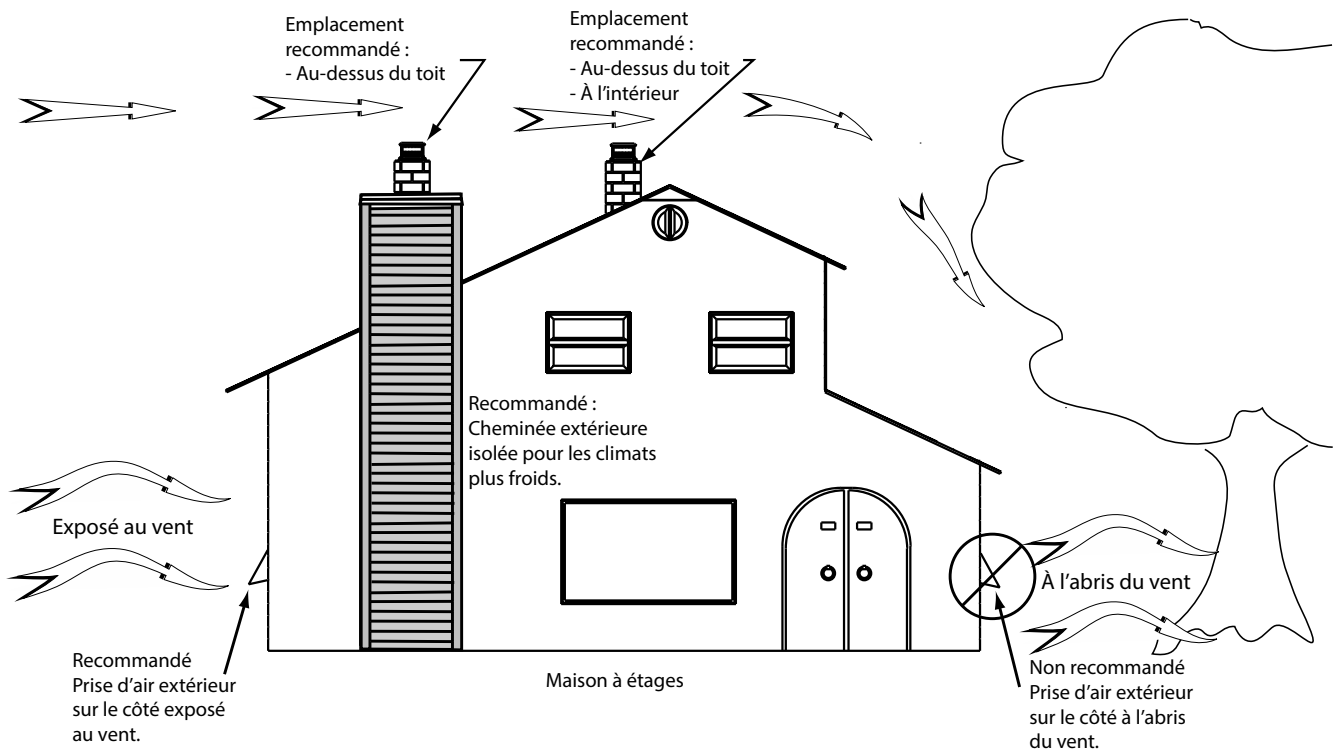 Emplacement
recommandé :
- Au-dessus du toit
Emplacement
recommandé :
- Au-dessus du toit
- À l'intérieur
Recommandé :
Cheminée extérieure
isolée pour les climats
plus froids.
Exposé au vent
À l'abris du vent
Recommandé
Prise d'air extérieur
sur le côté exposé
au vent.
Maison à étages
Non recommandé
Prise d'air extérieur
sur le côté à l'abris
du vent.